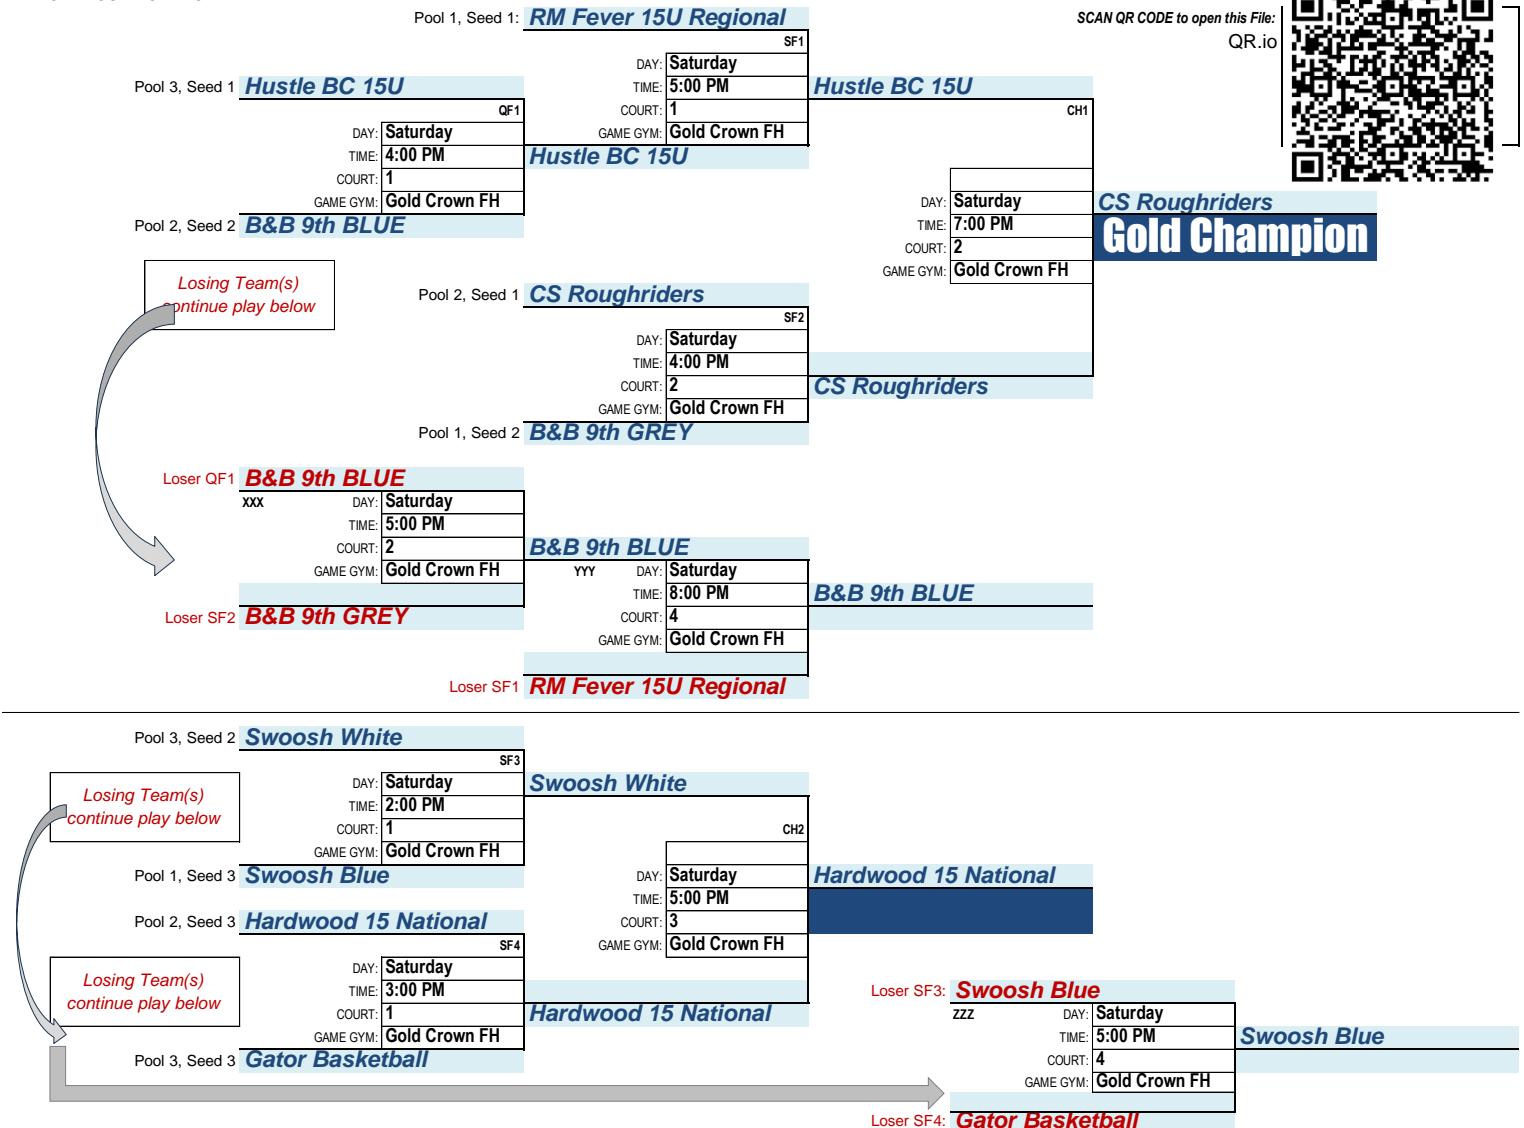 Pool 1, Seed 1: RM Fever 15U Regional
SCAN QR CODE to open this File:
QR.io
SF1
DAY: Saturday
Pool 3, Seed 1 Hustle BC 15U
TIME: 5:00 PM
Hustle BC 15U
QF1
COURT: 1
CH1
DAY: Saturday
GAME GYM: Gold Crown FH
TIME: 4:00 PM
Hustle BC 15U
COURT: 1
GAME GYM: Gold Crown FH
DAY: Saturday
CS Roughriders
Pool 2, Seed 2 B&B 9th BLUE
TIME: 7:00 PM
Gold Champion
COURT: 2
GAME GYM: Gold Crown FH
Losing Team(s)
continue play below
Pool 2, Seed 1 CS Roughriders
SF2
DAY: Saturday
TIME: 4:00 PM
COURT: 2
CS Roughriders
GAME GYM: Gold Crown FH
Pool 1, Seed 2 B&B 9th GREY
Loser QF1 B&B 9th BLUE
XXX DAY: Saturday
TIME: 5:00 PM
COURT: 2
B&B 9th BLUE
GAME GYM: Gold Crown FH
YYY DAY: Saturday
TIME: 8:00 PM
B&B 9th BLUE
Loser SF2 B&B 9th GREY
COURT: 4
GAME GYM: Gold Crown FH
Loser SF1 RM Fever 15U Regional
Pool 3, Seed 2 Swoosh White
SF3
Losing Team(s)
continue play below
DAY: Saturday
Swoosh White
TIME: 2:00 PM
COURT: 1
CH2
GAME GYM: Gold Crown FH
Pool 1, Seed 3 Swoosh Blue
DAY: Saturday
Hardwood 15 National
TIME: 5:00 PM
Pool 2, Seed 3 Hardwood 15 National
COURT: 3
SF4
GAME GYM: Gold Crown FH
Losing Team(s)
continue play below
DAY: Saturday
TIME: 3:00 PM
Loser SF3: Swoosh Blue
COURT: 1
Hardwood 15 National
ZZZ DAY: Saturday
GAME GYM: Gold Crown FH
TIME: 5:00 PM
Swoosh Blue
Pool 3, Seed 3 Gator Basketball
COURT: 4
GAME GYM: Gold Crown FH
Loser SF4: Gator Basketball